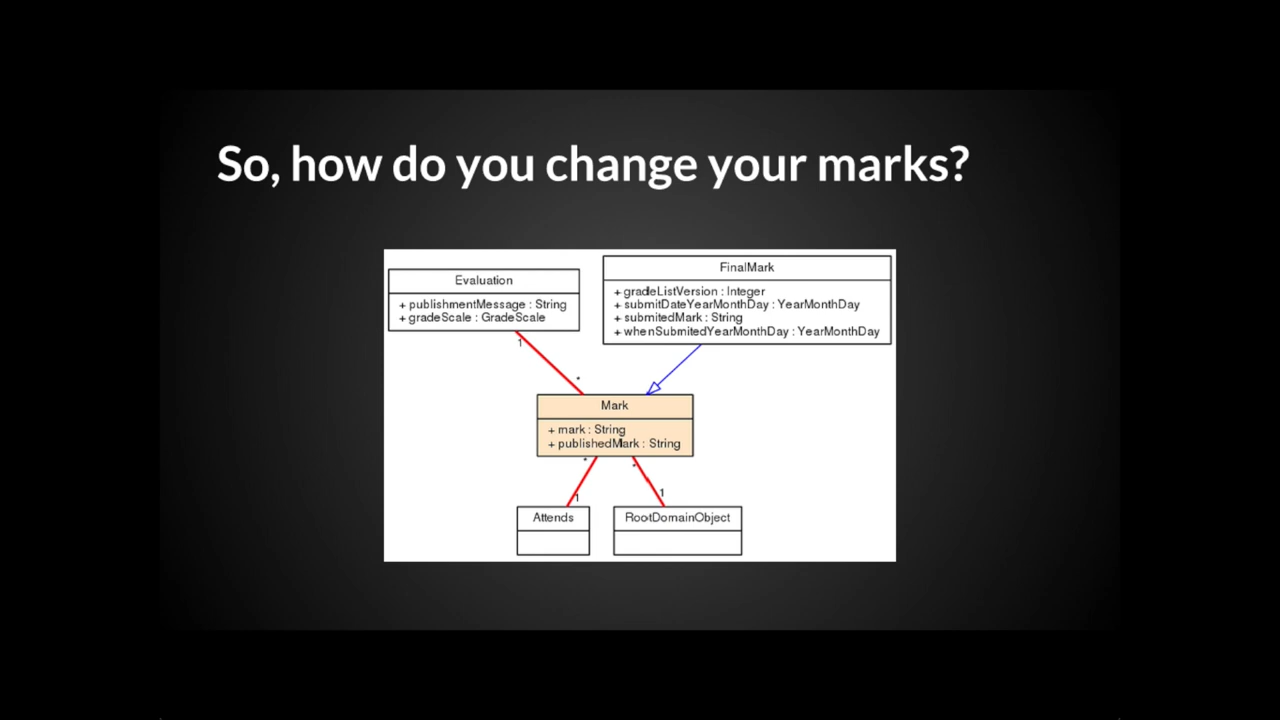 So, how do you change your marks?
Evaluation
+ publishmentMessage : String
+ gradeScale : GradeScale
FinalMark
+ gradeListVersion : Integer
+ submitDateYearMonthDay : YearMonthDay
+ submitedMark : String
+ whenSubmitedYearMonthDay : YearMonthDay
1
*
Mark
+ mark : String
+ publishedMark : String
*
*
1
1
Attends
RootDomainObject